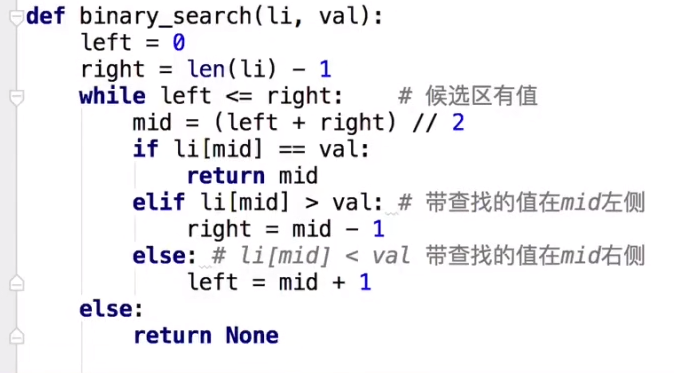 def binary_search(li, val):
    left = 0
    right = len(li) - 1
    while left <= right:    # 候选区有值
        mid = (left + right) // 2
        if li[mid] == val:
            return mid
        elif li[mid] > val: # 带查找的值在mid左侧
            right = mid - 1
        else: # li[mid] < val 带查找的值在mid右侧
            left = mid + 1
    else:
        return None